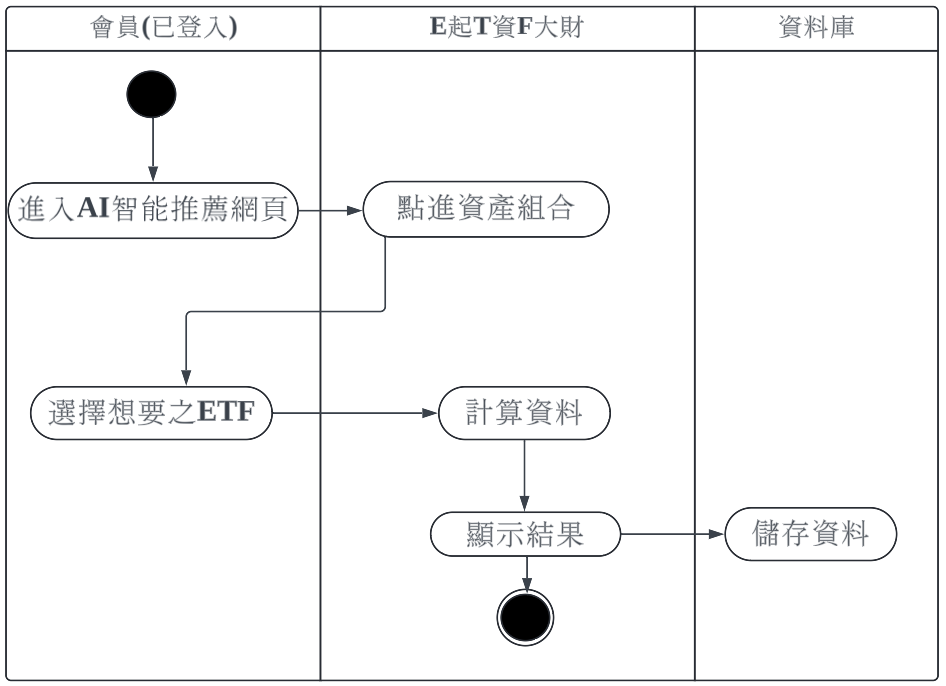 會員(已登入)
E起T資F大財
資料庫
進入AI智能推薦網頁
點進資產組合
選擇想要之ETF
計算資料
顯示結果
儲存資料